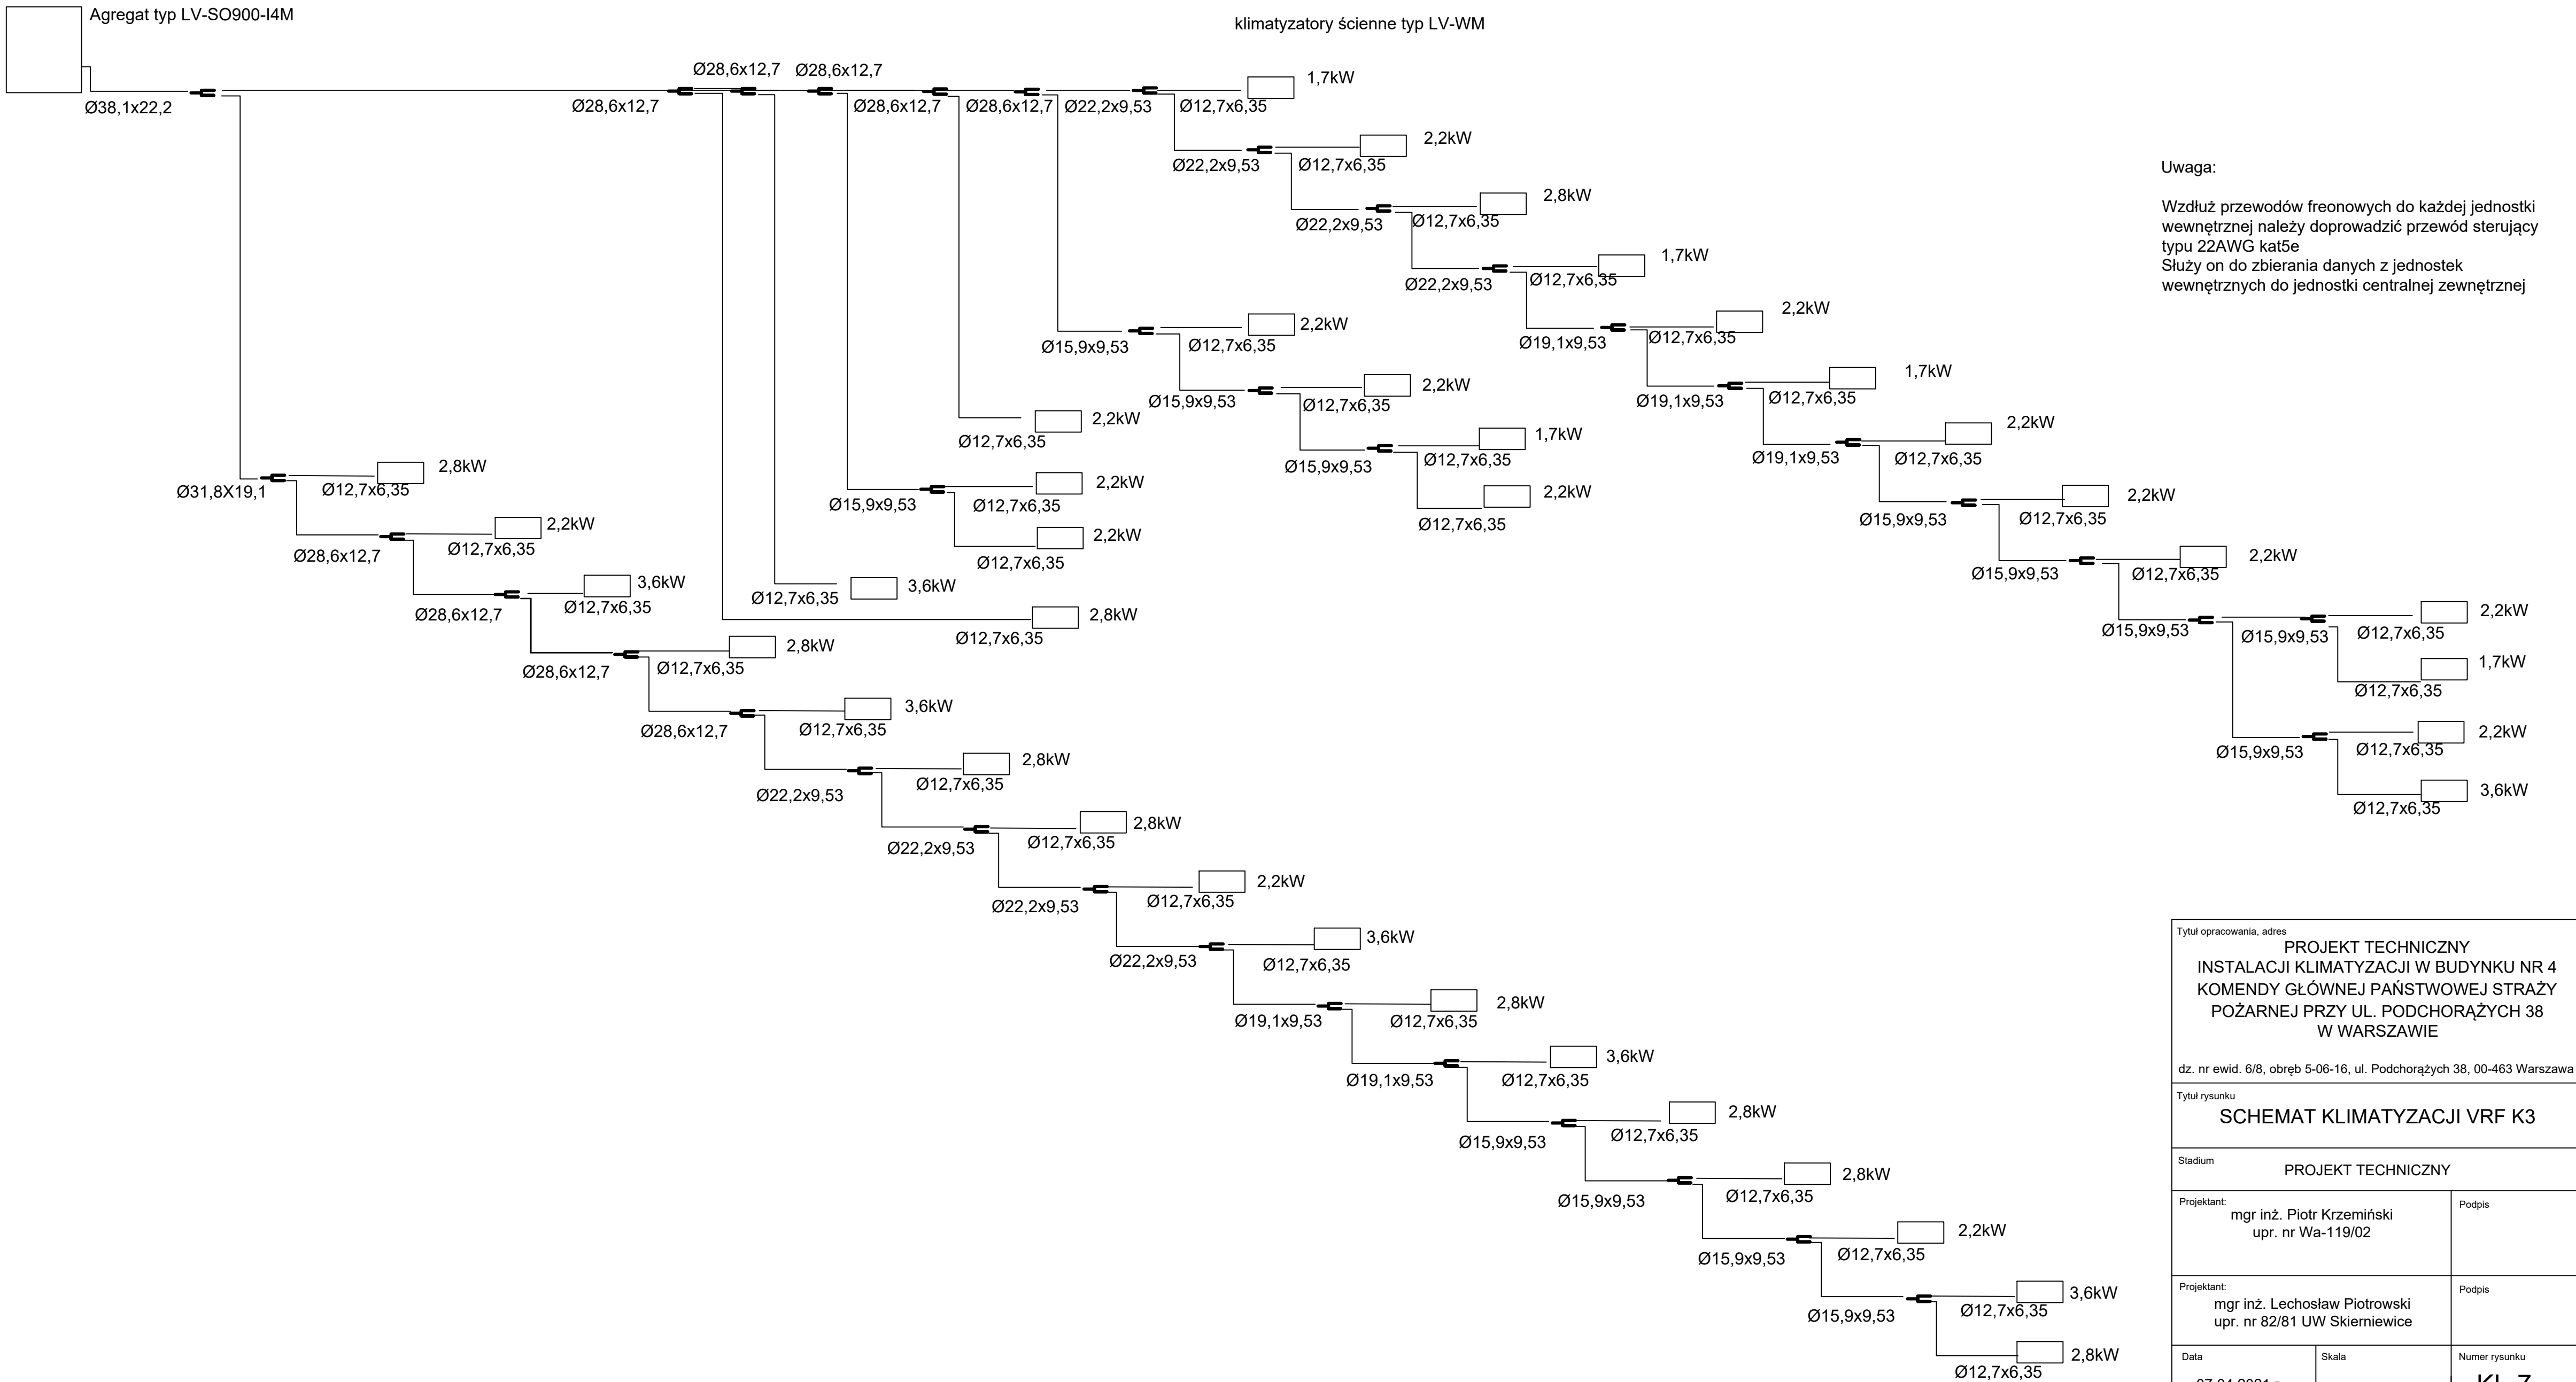 Agregat typ LV-SO900-I4M
klimatyzatory ścienne typ LV-WM
Ø38,1x22,2
Ø28,6x12,7
Ø28,6x12,7
Ø28,6x12,7
Ø28,6x12,7
Ø28,6x12,7
Ø22,2x9,53
Ø12,7x6,35
1,7kW
Ø22,2x9,53
Ø12,7x6,35
2,2kW
Ø22,2x9,53
Ø12,7x6,35
2,8kW
Ø22,2x9,53
Ø12,7x6,35
1,7kW
Ø19,1x9,53
Ø12,7x6,35
2,2kW
Ø19,1x9,53
Ø12,7x6,35
1,7kW
Ø19,1x9,53
Ø12,7x6,35
2,2kW
Ø15,9x9,53
Ø12,7x6,35
2,2kW
Ø15,9x9,53
Ø12,7x6,35
2,2kW
Ø15,9x9,53
Ø15,9x9,53
Ø12,7x6,35
2,2kW
Ø12,7x6,35
1,7kW
Ø15,9x9,53
Ø12,7x6,35
2,2kW
Ø12,7x6,35
3,6kW
Ø15,9x9,53
Ø12,7x6,35
2,2kW
Ø15,9x9,53
Ø12,7x6,35
2,2kW
Ø15,9x9,53
Ø12,7x6,35
1,7kW
Ø12,7x6,35
2,2kW
Ø12,7x6,35
2,2kW
Ø15,9x9,53
Ø12,7x6,35
2,2kW
Ø12,7x6,35
2,2kW
Ø12,7x6,35
3,6kW
Ø12,7x6,35
2,8kW
Ø31,8X19,1
Ø12,7x6,35
2,8kW
Ø28,6x12,7
Ø12,7x6,35
2,2kW
Ø28,6x12,7
Ø12,7x6,35
3,6kW
Ø28,6x12,7
Ø12,7x6,35
2,8kW
Ø28,6x12,7
Ø12,7x6,35
3,6kW
Ø22,2x9,53
Ø12,7x6,35
2,8kW
Ø22,2x9,53
Ø12,7x6,35
2,8kW
Ø22,2x9,53
Ø12,7x6,35
2,2kW
Ø22,2x9,53
Ø12,7x6,35
3,6kW
Ø19,1x9,53
Ø12,7x6,35
2,8kW
Ø19,1x9,53
Ø12,7x6,35
3,6kW
Ø15,9x9,53
Ø12,7x6,35
2,8kW
Ø15,9x9,53
Ø12,7x6,35
2,8kW
Ø15,9x9,53
Ø12,7x6,35
2,2kW
Ø15,9x9,53
Ø12,7x6,35
3,6kW
Ø12,7x6,35
2,8kW
Uwaga:
Wzdłuż przewodów freonowych do każdej jednostki
wewnętrznej należy doprowadzić przewód sterujący
typu 22AWG kat5e
Służy on do zbierania danych z jednostek
wewnętrznych do jednostki centralnej zewnętrznej
Tytuł opracowania, adres
PROJEKT TECHNICZNY
INSTALACJI KLIMATYZACJI W BUDYNKU NR 4
KOMENDY GŁÓWNEJ PAŃSTWOWEJ STRAŻY
POŻARNEJ PRZY UL. PODCHORĄŻYCH 38
W WARSZAWIE
dz. nr ewid. 6/8, obręb 5-06-16, ul. Podchorążych 38, 00-463 Warszawa
Tytuł rysunku
SCHEMAT KLIMATYZACJI VRF K3
Stadium
PROJEKT TECHNICZNY
Projektant:
mgr inż. Piotr Krzemiński
upr. nr Wa-119/02
Podpis
Projektant:
mgr inż. Lechosław Piotrowski
upr. nr 82/81 UW Skierniewice
Podpis
Data
Skala
Numer rysunku